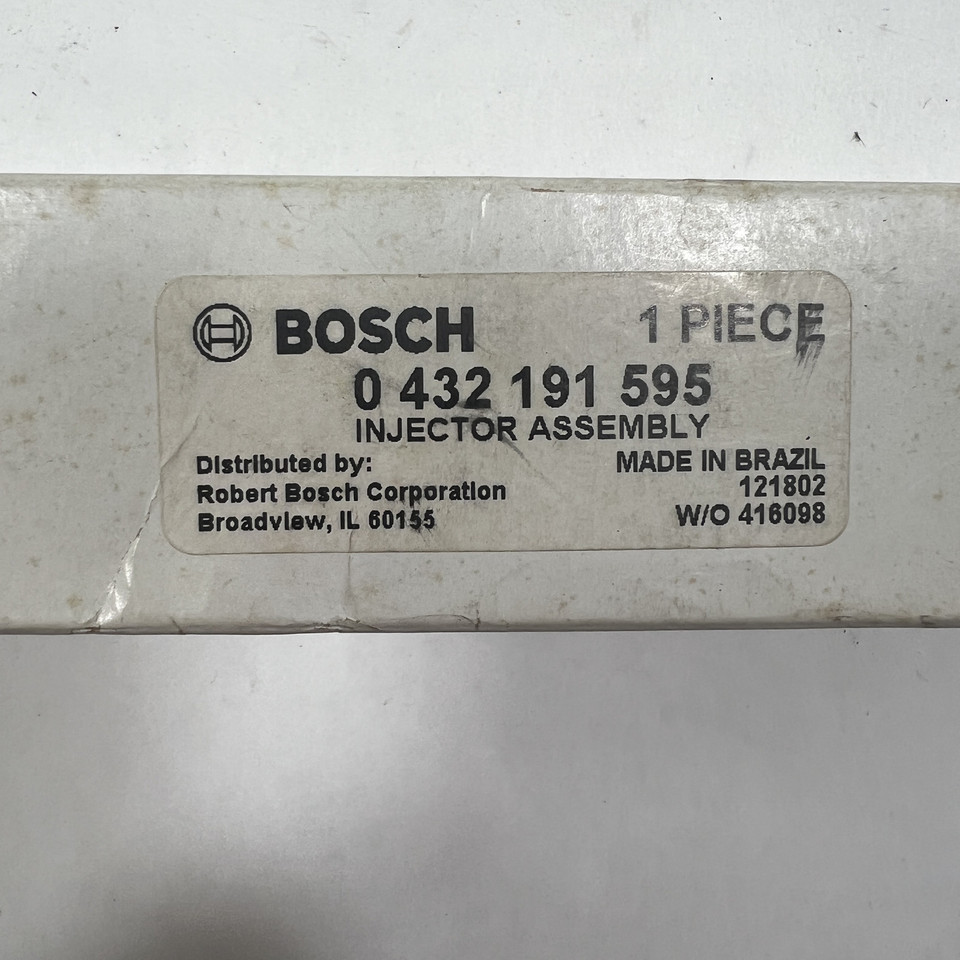 BOSCH 1 PIECE
0 432 191 595
INJECTOR ASSEMBLY
Distributed by: MADE IN BRAZIL
Robert Bosch Corporation 121802
Broadview, IL 60155 W/O 416098